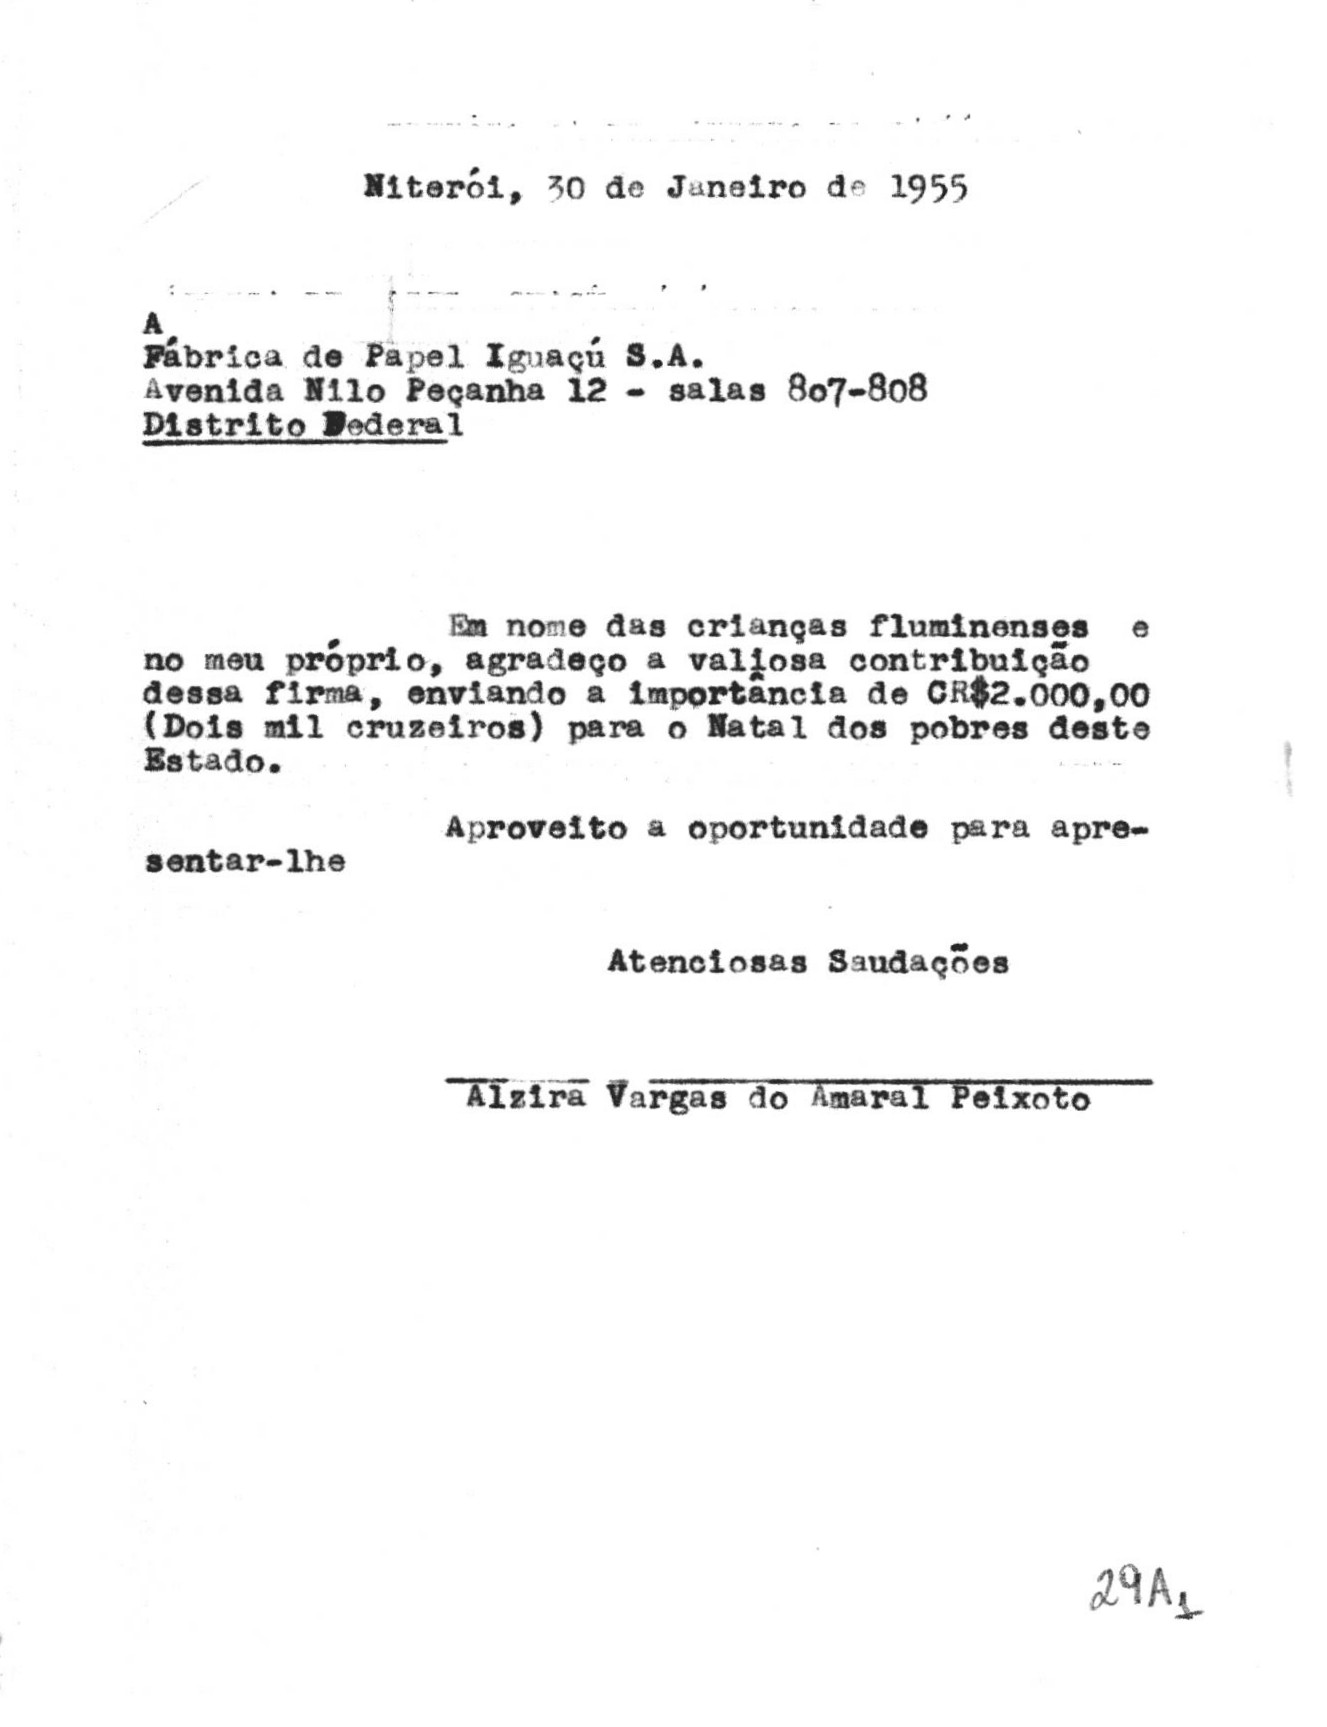 Niterói, 30 de Janeiro de 1955
A
Fábrica de Papel Iguaçú S.A.
Avenida Nilo Peçanha 12 - salas 807-808
Distrito Federal
Em nome das crianças fluminenses e
no meu próprio, agradeço a valiosa contribuição
dessa firma, enviando a importância de CR$2.000,00
(Dois mil cruzeiros) para o Natal dos pobres deste
Estado.
Aproveito a oportunidade para apre-
sentar-lhe
Atenciosas Saudações
Alzira Vargas do Amaral Peixoto
29A1